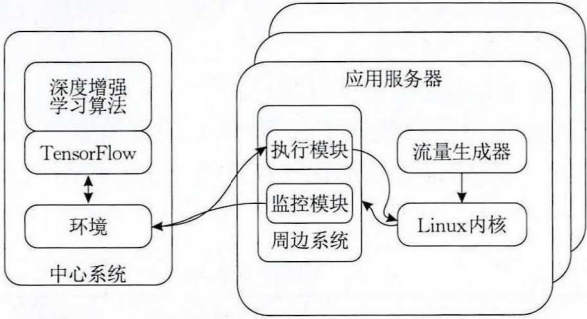 深度增强
学习算法
TensorFlow
环境
中心系统
应用服务器
执行模块
监控模块
周边系统
流量生成器
Linux内核